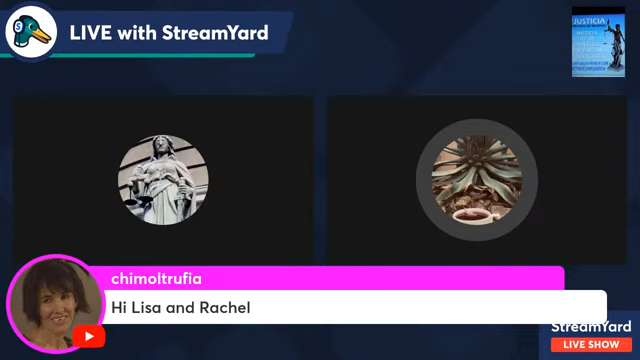 LIVE with StreamYard
JUSTICIA
chimoltrufia
Hi Lisa and Rachel
StreamYard
LIVE SHOW